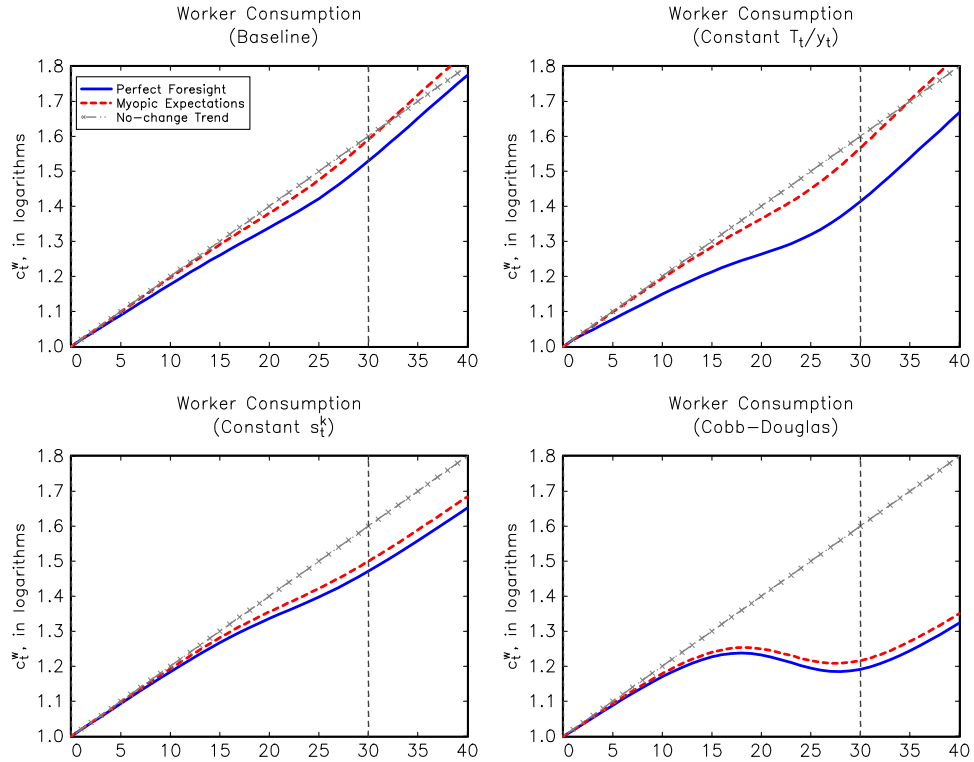 Worker Consumption
(Baseline)
c_t^w, in logarithms
1.8
1.7
1.6
1.5
1.4
1.3
1.2
1.1
1.0
Perfect Foresight
Myopic Expectations
No-change Trend
0 5 10 15 20 25 30 35 40
Worker Consumption
(Constant T_t/y_t)
c_t^w, in logarithms
1.8
1.7
1.6
1.5
1.4
1.3
1.2
1.1
1.0
0 5 10 15 20 25 30 35 40
Worker Consumption
(Constant s_t^k)
c_t^w, in logarithms
1.8
1.7
1.6
1.5
1.4
1.3
1.2
1.1
1.0
0 5 10 15 20 25 30 35 40
Worker Consumption
(Cobb-Douglas)
c_t^w, in logarithms
1.8
1.7
1.6
1.5
1.4
1.3
1.2
1.1
1.0
0 5 10 15 20 25 30 35 40